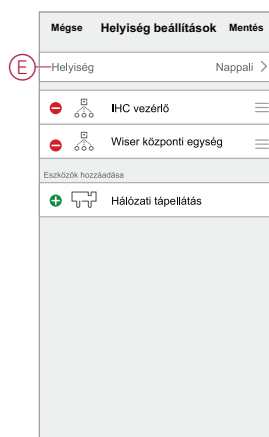 Mégse Helyiség beállítások Mentés
E Helyiség Nappali
IHC vezérlő
Wiser központi egység
Eszközök hozzáadása
Hálózati tápellátás